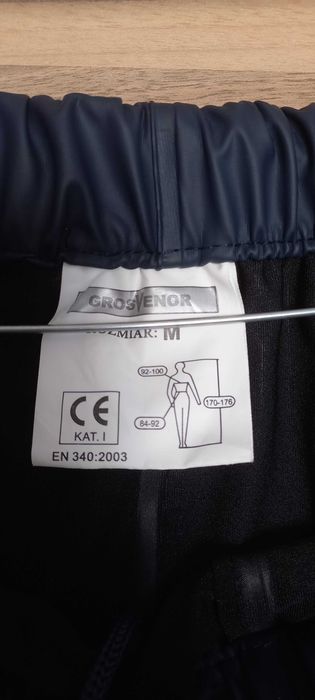 GROSVENOR
ROZMIAR: M
92-100
170-176
84-92
CE
KAT. I
EN 340:2003